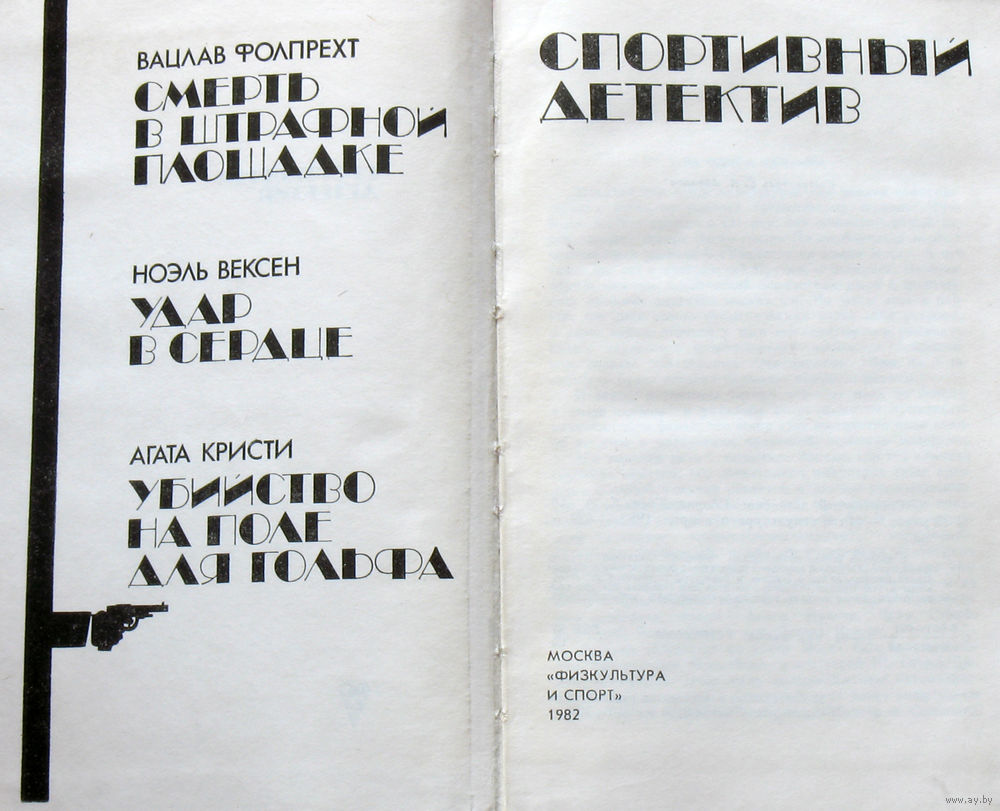 ВАЦЛАВ ФОЛПРЕХТ
СМЕРТЬ
В ШТРАФНОЙ
ПЛОЩАДКЕ
НОЭЛЬ ВЕКСЕН
УДАР
В СЕРДЦЕ
АГАТА КРИСТИ
УБИЙСТВО
НА ПОЛЕ
ДЛЯ ГОЛЬФА
СПОРТИВНЫЙ
ДЕТЕКТИВ
МОСКВА
«ФИЗКУЛЬТУРА
И СПОРТ»
1982
www.ay.by